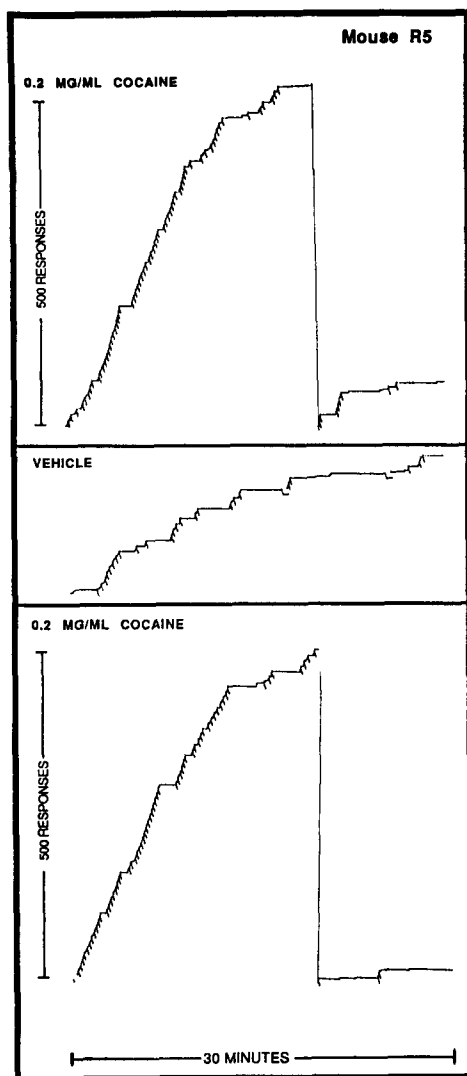 Mouse R5
0.2 MG/ML COCAINE
500 RESPONSES
VEHICLE
0.2 MG/ML COCAINE
500 RESPONSES
30 MINUTES